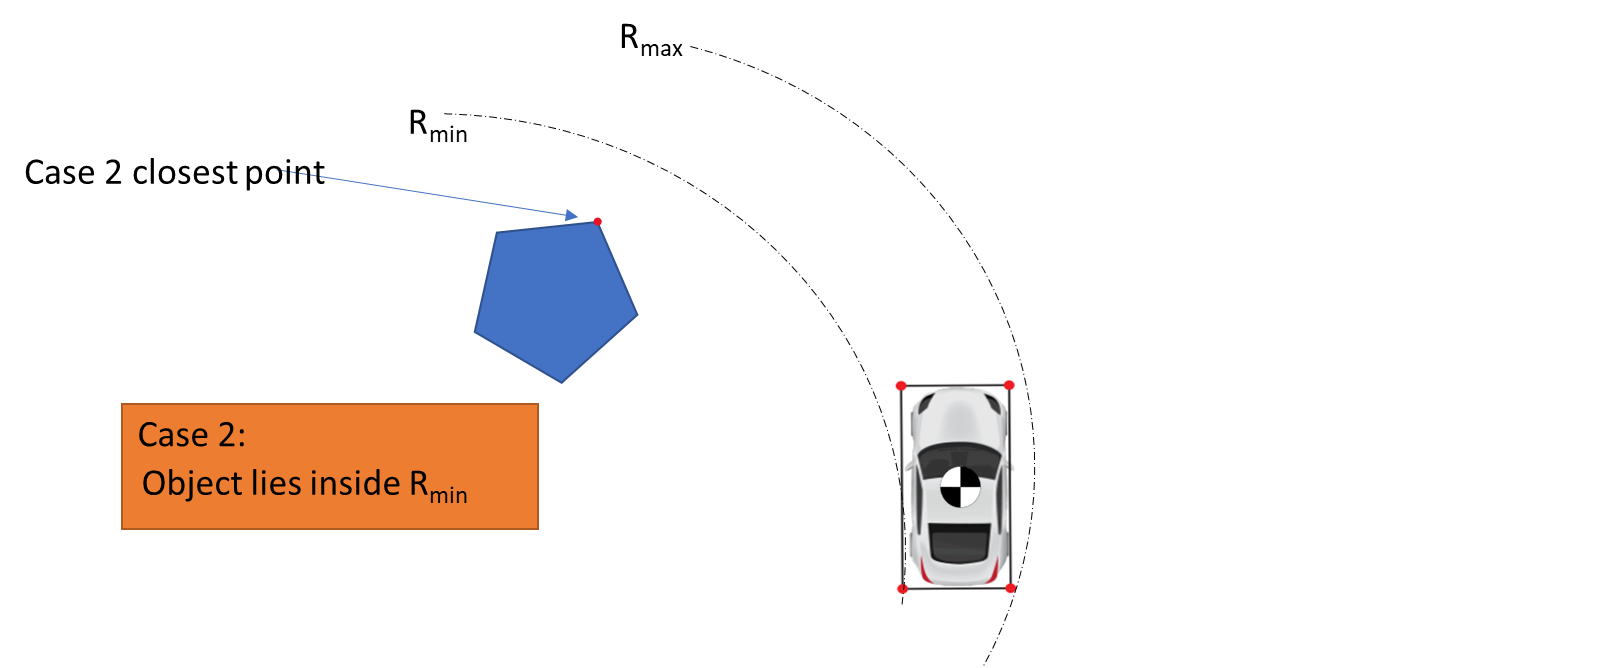 Rmax
Rmin
Case 2 closest point
Case 2:
Object lies inside Rmin